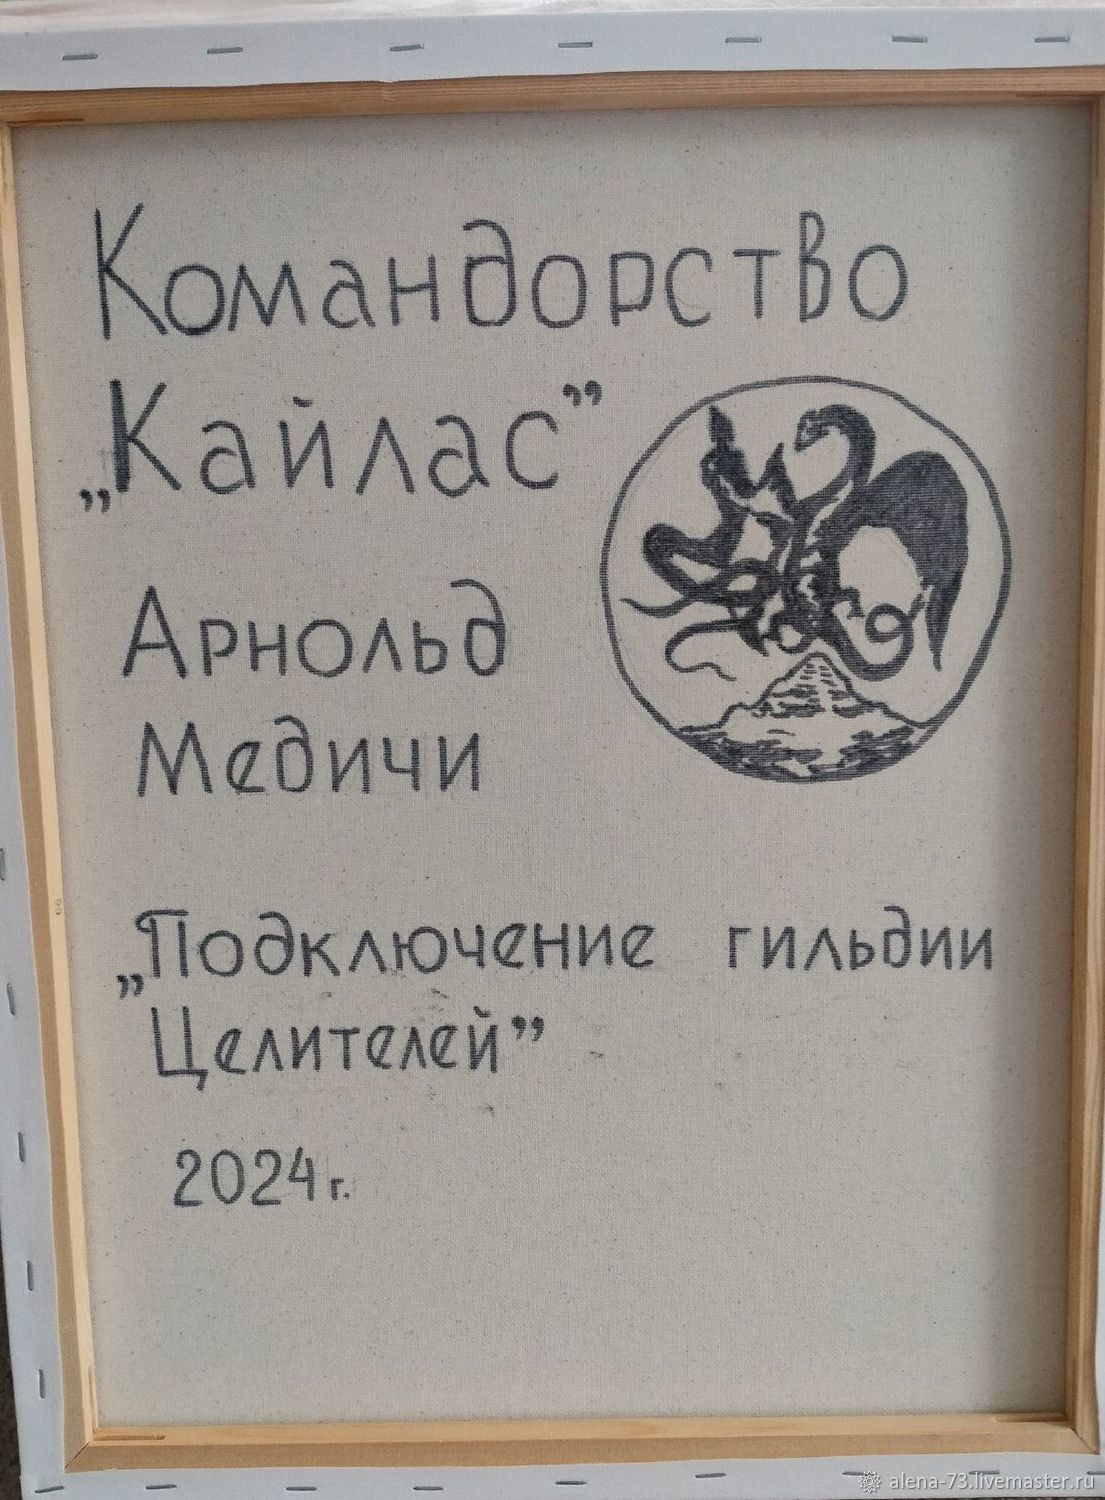 Командорство
„Кайлас”
Арнольд
Медичи
„Подключение гильдии
Целителей”
2024г.
alena-73.livemaster.ru